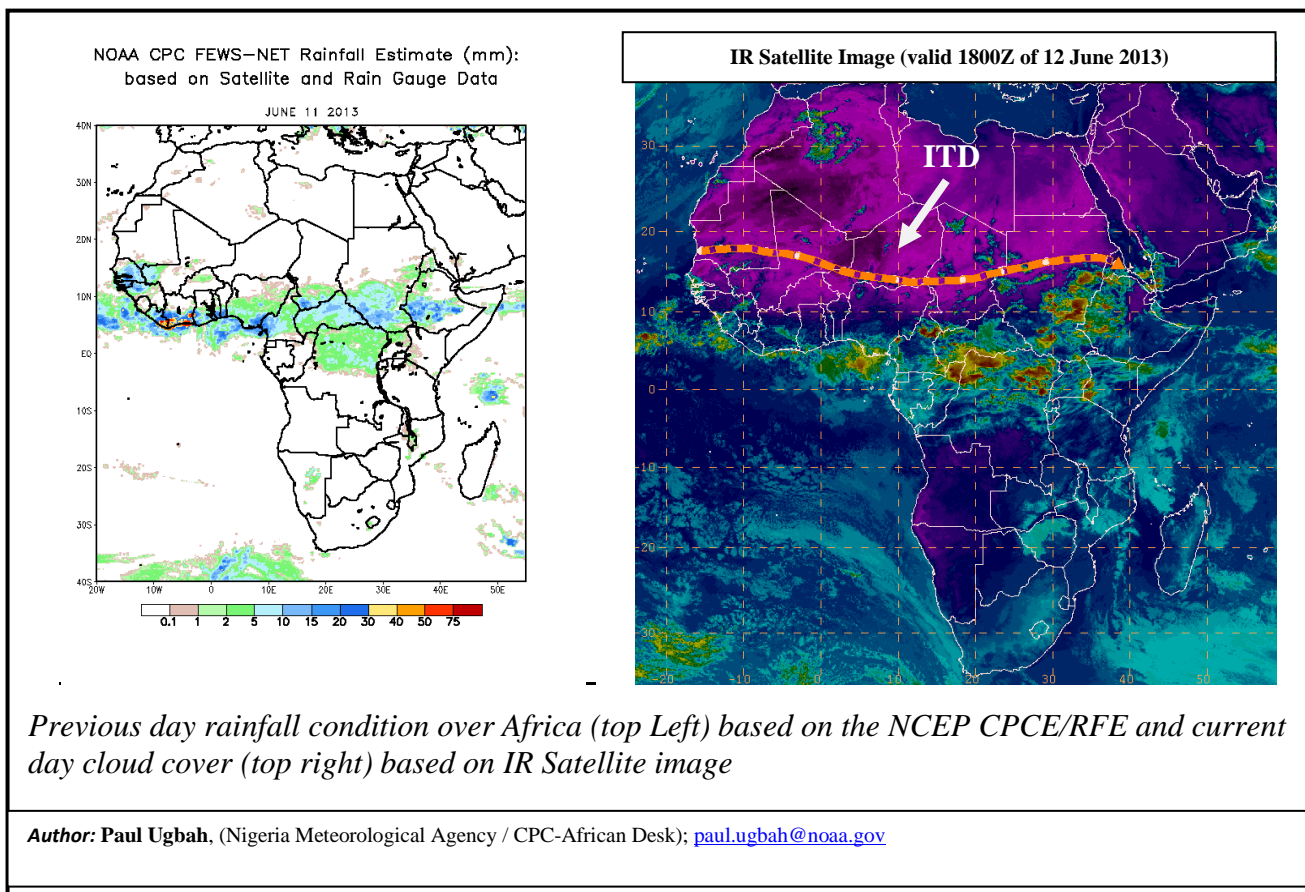 NOAA CPC FEWS-NET Rainfall Estimate (mm):
based on Satellite and Rain Gauge Data
JUNE 11 2013
40N
30N
20N
10N
EQ
10S
20S
30S
40S
20W 10W 0 10E 20E 30E 40E 50E
0.1 1 2 5 10 15 20 30 40 50 75
IR Satellite Image (valid 1800Z of 12 June 2013)
ITD
30
20
10
0
10
20
30
-20 -10 0 10 20 30 40 50
Previous day rainfall condition over Africa (top Left) based on the NCEP CPCE/RFE and current
day cloud cover (top right) based on IR Satellite image
Author: Paul Ugbah, (Nigeria Meteorological Agency / CPC-African Desk); paul.ugbah@noaa.gov